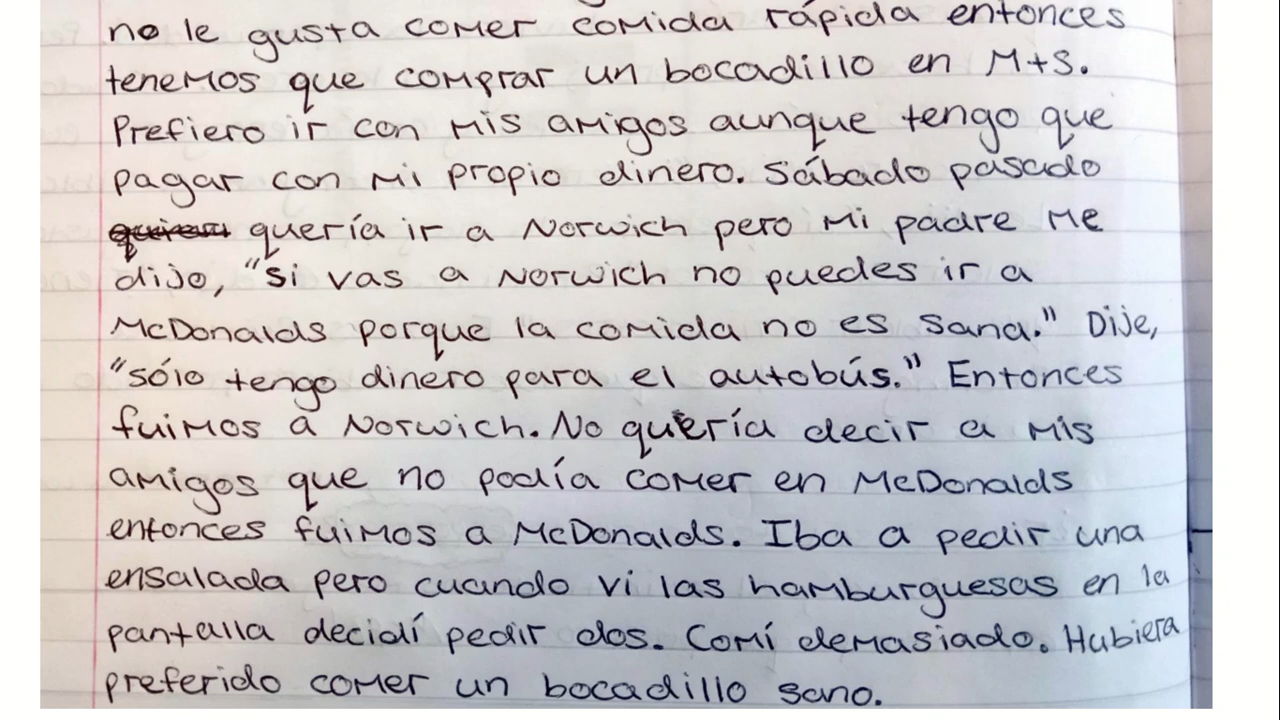 no le gusta comer comida rápida entonces
tenemos que comprar un bocadillo en M+S.
Prefiero ir con mis amigos aunque tengo que
pagar con mi propio dinero. Sábado pasado
quería ir a Norwich pero mi padre me
dijo, "si vas a Norwich no puedes ir a
McDonalds porque la comida no es sana." Dije,
"sólo tengo dinero para el autobús." Entonces
fuimos a Norwich. No quería decir a mis
amigos que no podía comer en McDonalds
entonces fuimos a McDonalds. Iba a pedir una
ensalada pero cuando vi las hamburguesas en la
pantalla decidí pedir dos. Comí demasiado. Hubiera
preferido comer un bocadillo sano.